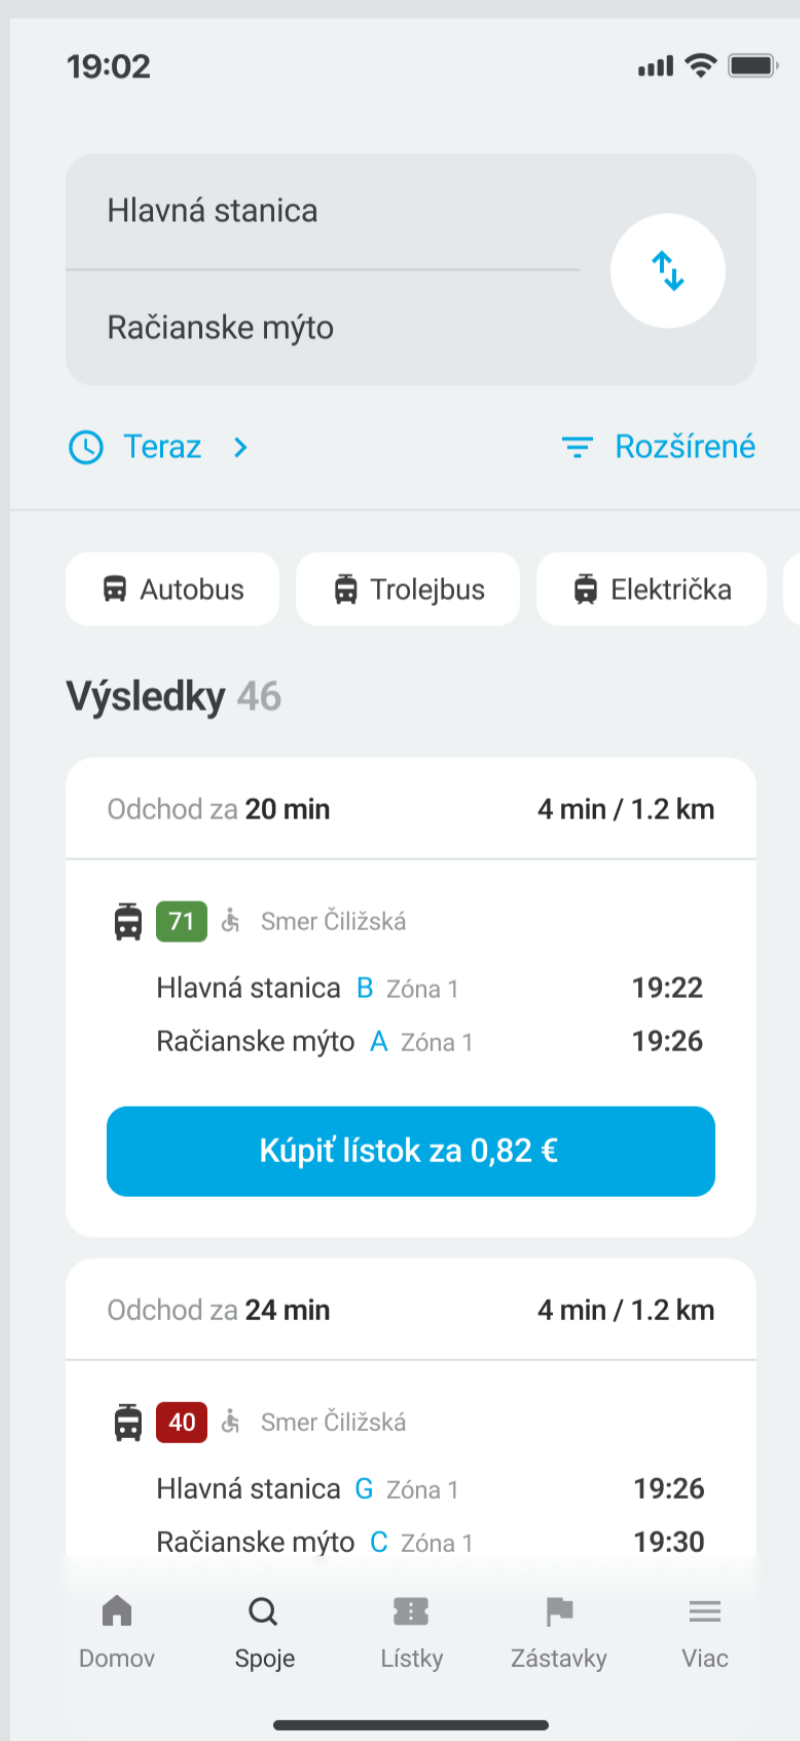 19:02
Hlavná stanica
Račianske mýto
Teraz
Rozšírené
Autobus
Trolejbus
Električka
Výsledky 46
Odchod za 20 min
4 min / 1.2 km
71 Smer Čiližská
Hlavná stanica B Zóna 1 19:22
Račianske mýto A Zóna 1 19:26
Kúpiť lístok za 0,82 €
Odchod za 24 min
4 min / 1.2 km
40 Smer Čiližská
Hlavná stanica G Zóna 1 19:26
Račianske mýto C Zóna 1 19:30
Domov
Spoje
Lístky
Zástavky
Viac